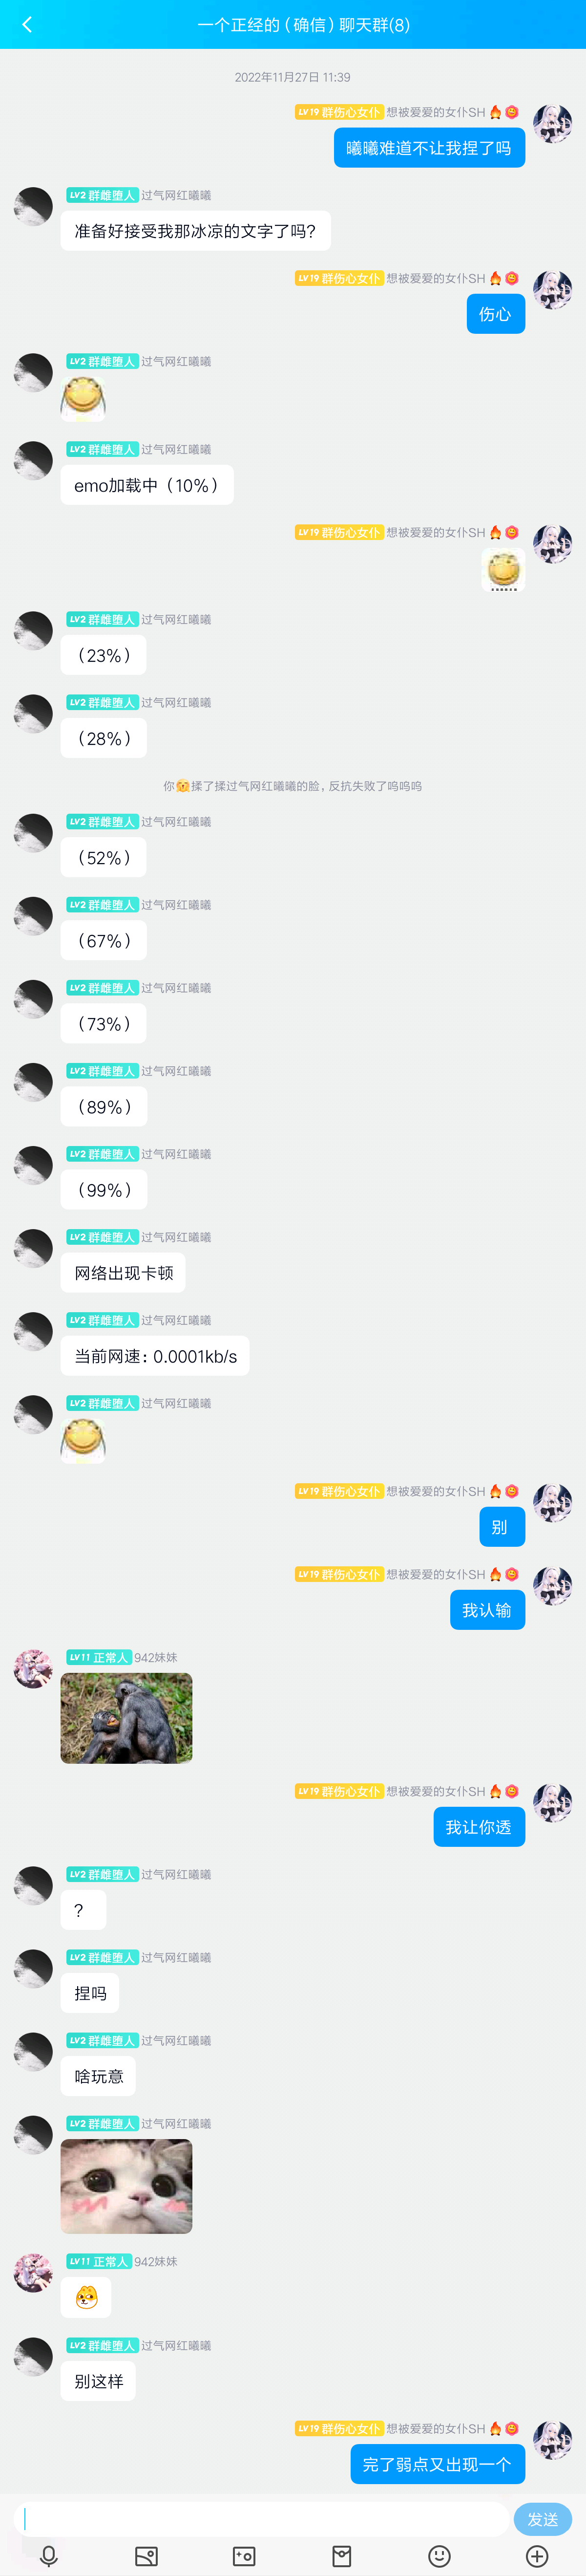 一个正经的（确信）聊天群(8)
2022年11月27日 11:39
LV19 群伤心女仆 想被爱爱的女仆SH
曦曦难道不让我捏了吗
LV2 群雌堕人 过气网红曦曦
准备好接受我那冰凉的文字了吗？
LV19 群伤心女仆 想被爱爱的女仆SH
伤心
LV2 群雌堕人 过气网红曦曦
LV2 群雌堕人 过气网红曦曦
emo加载中（10%）
LV19 群伤心女仆 想被爱爱的女仆SH
LV2 群雌堕人 过气网红曦曦
（23%）
LV2 群雌堕人 过气网红曦曦
（28%）
你揉了揉过气网红曦曦的脸，反抗失败了呜呜呜
LV2 群雌堕人 过气网红曦曦
（52%）
LV2 群雌堕人 过气网红曦曦
（67%）
LV2 群雌堕人 过气网红曦曦
（73%）
LV2 群雌堕人 过气网红曦曦
（89%）
LV2 群雌堕人 过气网红曦曦
（99%）
LV2 群雌堕人 过气网红曦曦
网络出现卡顿
LV2 群雌堕人 过气网红曦曦
当前网速：0.0001kb/s
LV2 群雌堕人 过气网红曦曦
LV19 群伤心女仆 想被爱爱的女仆SH
别
LV19 群伤心女仆 想被爱爱的女仆SH
我认输
LV11 正常人 942妹妹
LV19 群伤心女仆 想被爱爱的女仆SH
我让你透
LV2 群雌堕人 过气网红曦曦
？
LV2 群雌堕人 过气网红曦曦
捏吗
LV2 群雌堕人 过气网红曦曦
啥玩意
LV2 群雌堕人 过气网红曦曦
LV11 正常人 942妹妹
LV2 群雌堕人 过气网红曦曦
别这样
LV19 群伤心女仆 想被爱爱的女仆SH
完了弱点又出现一个
发送